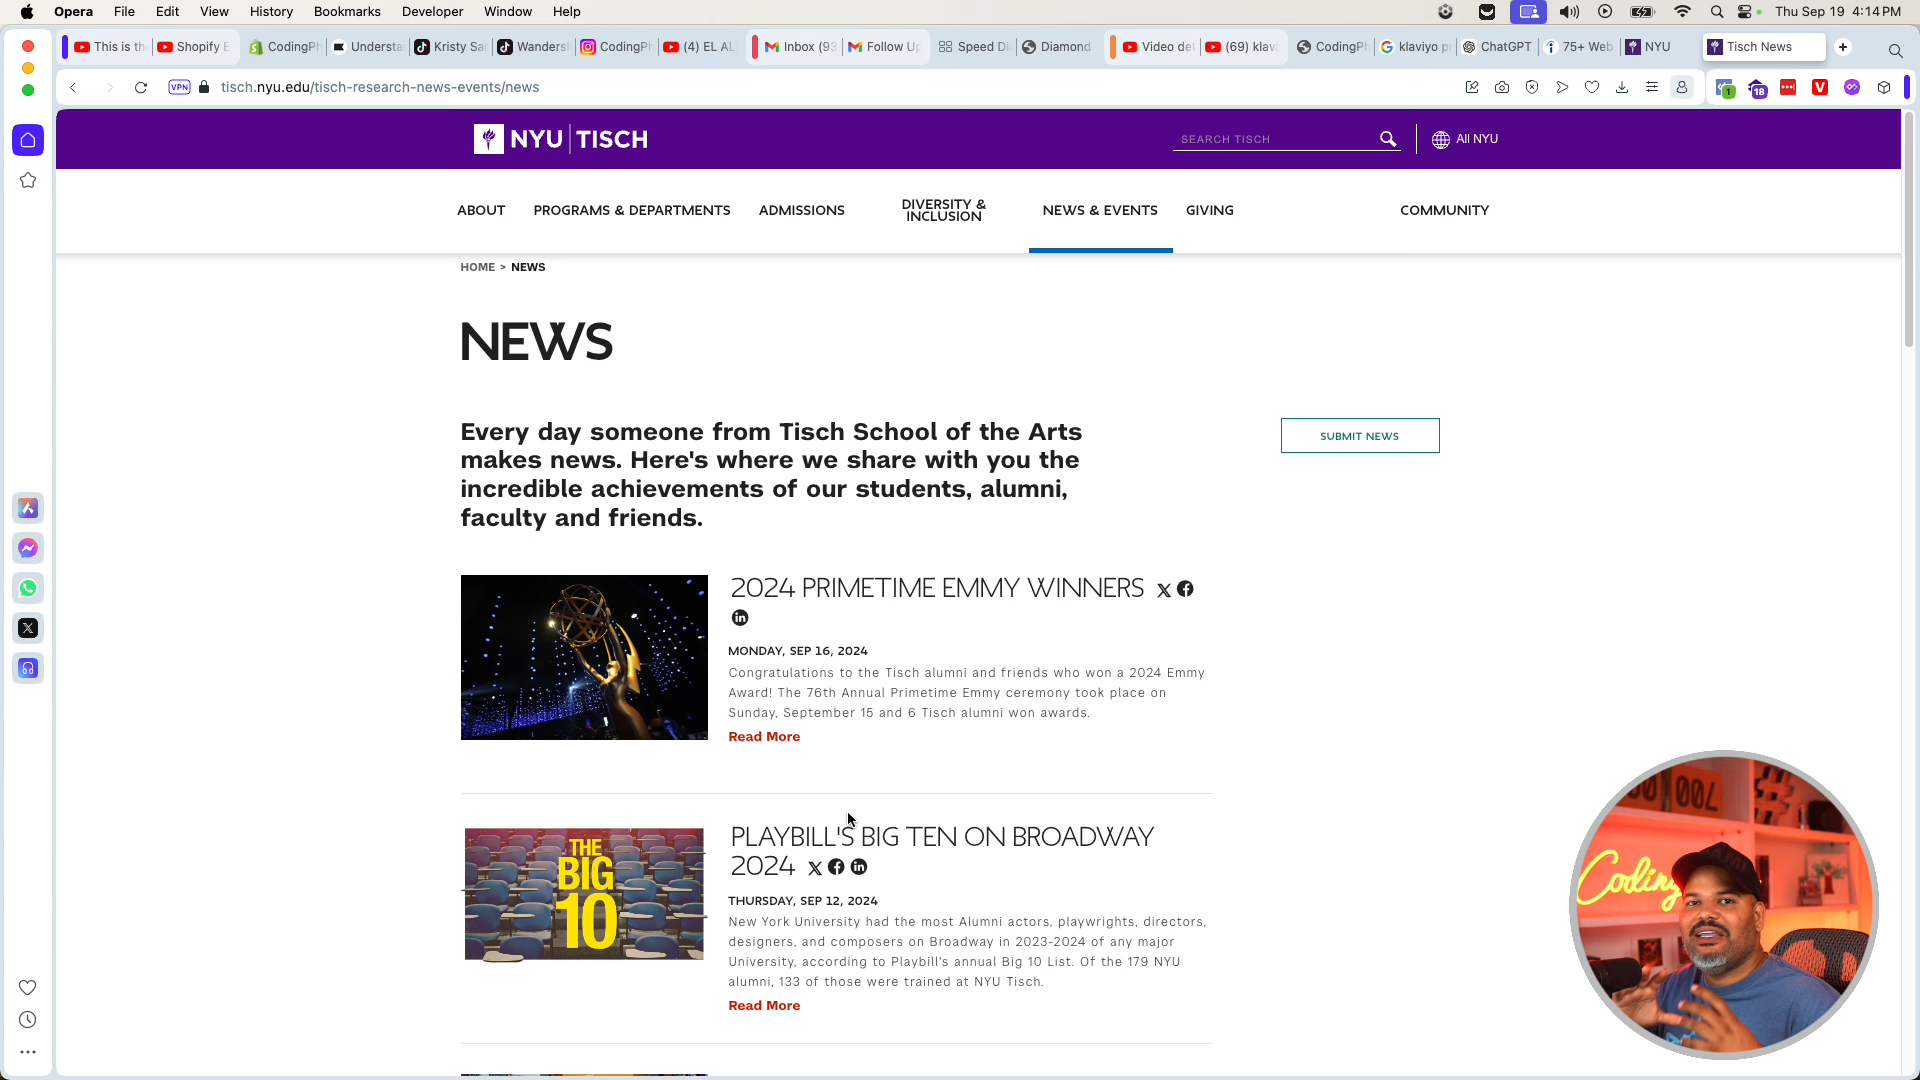 Opera File Edit View History Bookmarks Developer Window Help
Thu Sep 19 4:14 PM
This is th
Shopify E
CodingPh
Understa
Kristy Sa
Wandersl
CodingPh
(4) EL AL
Inbox (93
Follow Up
Speed Di
Diamond
Video det
(69) klavi
CodingPh
klaviyo p
ChatGPT
75+ Web
NYU
Tisch News
VPN tisch.nyu.edu/tisch-research-news-events/news
1
18
NYU TISCH
SEARCH TISCH
All NYU
ABOUT PROGRAMS & DEPARTMENTS ADMISSIONS
DIVERSITY &
INCLUSION
NEWS & EVENTS GIVING COMMUNITY
HOME > NEWS
NEWS
Every day someone from Tisch School of the Arts
makes news. Here's where we share with you the
incredible achievements of our students, alumni,
faculty and friends.
SUBMIT NEWS
2024 PRIMETIME EMMY WINNERS
MONDAY, SEP 16, 2024
Congratulations to the Tisch alumni and friends who won a 2024 Emmy
Award! The 76th Annual Primetime Emmy ceremony took place on
Sunday, September 15 and 6 Tisch alumni won awards.
Read More
THE
BIG
10
PLAYBILL'S BIG TEN ON BROADWAY
2024
THURSDAY, SEP 12, 2024
New York University had the most Alumni actors, playwrights, directors,
designers, and composers on Broadway in 2023-2024 of any major
University, according to Playbill's annual Big 10 List. Of the 179 NYU
alumni, 133 of those were trained at NYU Tisch.
Read More
Coding